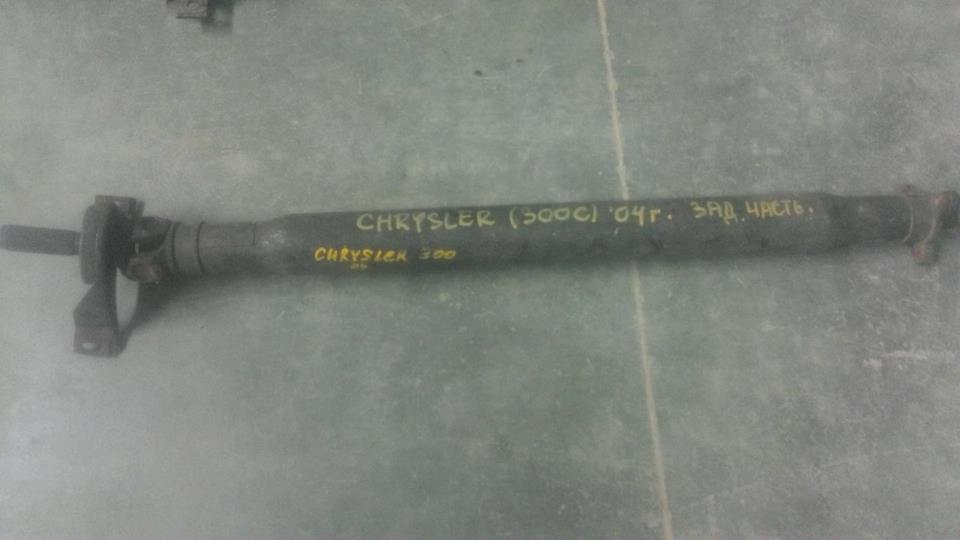 CHRYSLER (300C) '04г. ЗАД. ЧАСТЬ.
CHRYSLER 300